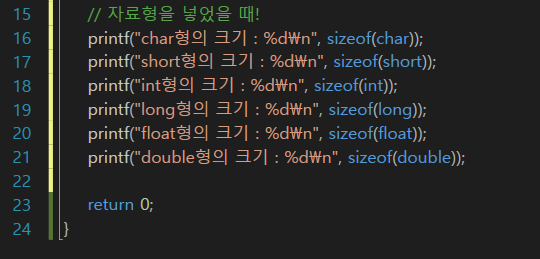 15 // 자료형을 넣었을 때!
16 printf("char형의 크기 : %d₩n", sizeof(char));
17 printf("short형의 크기 : %d₩n", sizeof(short));
18 printf("int형의 크기 : %d₩n", sizeof(int));
19 printf("long형의 크기 : %d₩n", sizeof(long));
20 printf("float형의 크기 : %d₩n", sizeof(float));
21 printf("double형의 크기 : %d₩n", sizeof(double));
22
23 return 0;
24 }